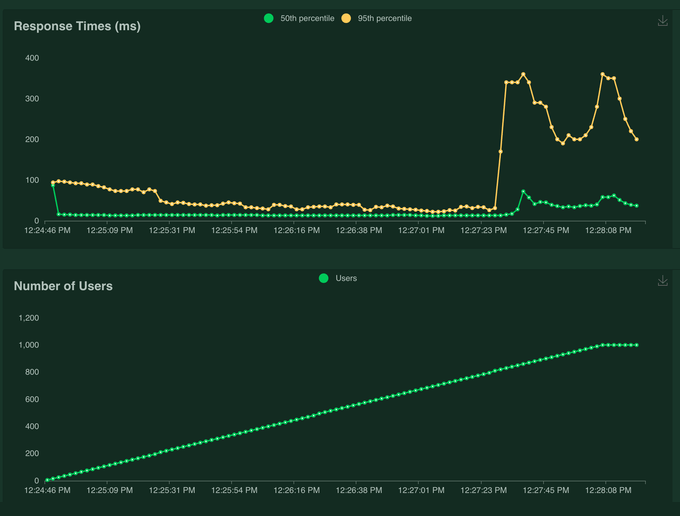 Response Times (ms)
50th percentile 95th percentile
400
300
200
100
0
12:24:46 PM 12:25:09 PM 12:25:31 PM 12:25:54 PM 12:26:16 PM 12:26:38 PM 12:27:01 PM 12:27:23 PM 12:27:45 PM 12:28:08 PM
Number of Users
Users
1,200
1,000
800
600
400
200
0
12:24:46 PM 12:25:09 PM 12:25:31 PM 12:25:54 PM 12:26:16 PM 12:26:38 PM 12:27:01 PM 12:27:23 PM 12:27:45 PM 12:28:08 PM